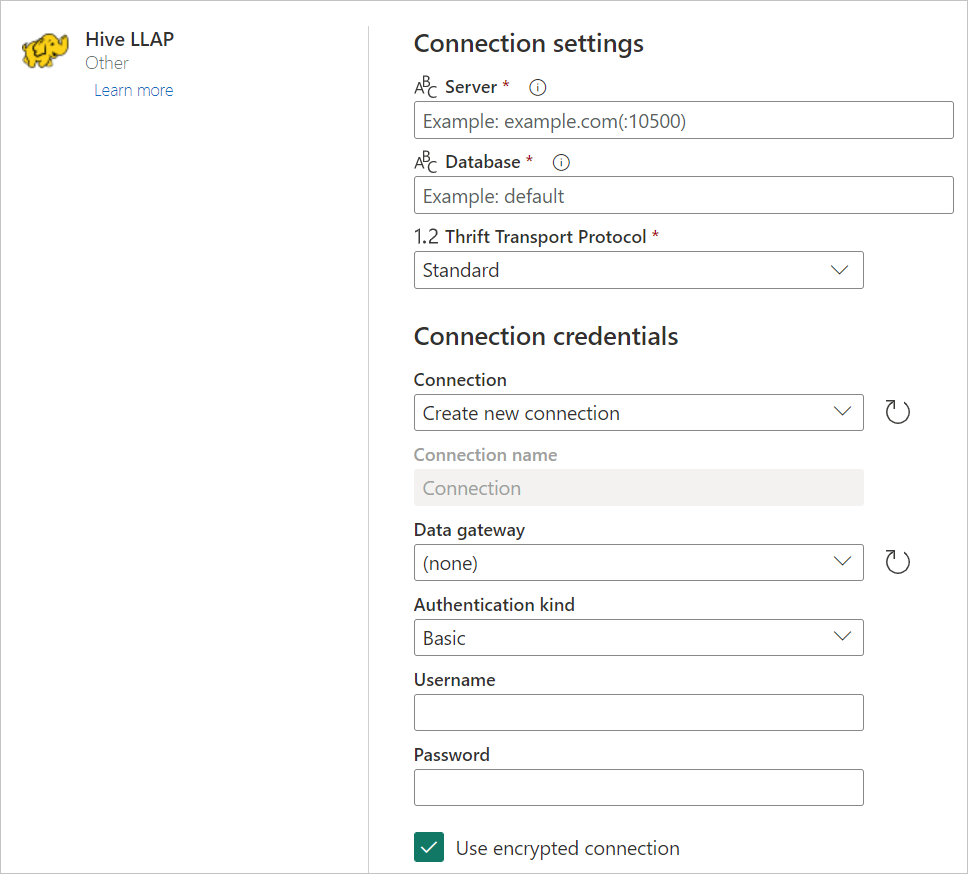 Hive LLAP
Other
Learn more
Connection settings
ABC Server *
Example: example.com(:10500)
ABC Database *
Example: default
1.2 Thrift Transport Protocol *
Standard
Connection credentials
Connection
Create new connection
Connection name
Connection
Data gateway
(none)
Authentication kind
Basic
Username
Password
Use encrypted connection